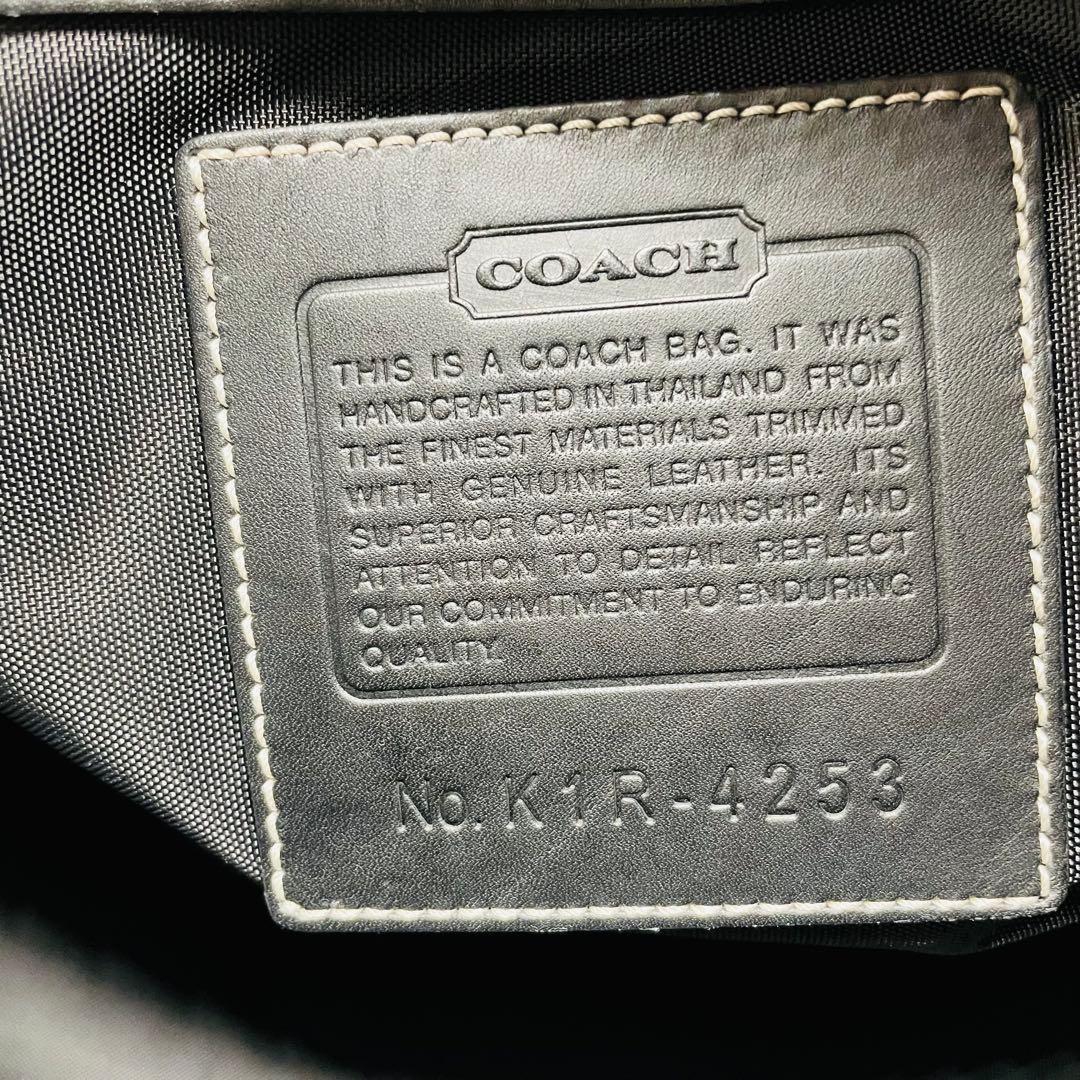 COACH
THIS IS A COACH BAG. IT WAS
HANDCRAFTED IN THAILAND FROM
THE FINEST MATERIALS TRIMMED
WITH GENUINE LEATHER. ITS
SUPERIOR CRAFTSMANSHIP AND
ATTENTION TO DETAIL REFLECT
OUR COMMITMENT TO ENDURING
QUALITY.
No. K1R-4253